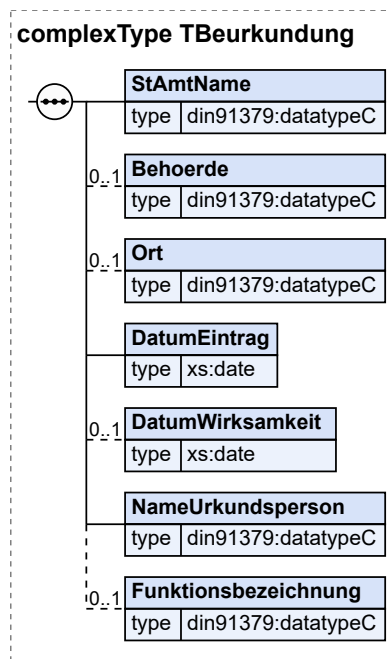 complexType TBeurkundung
StAmtName
type din91379:datatypeC
0..1 Behoerde
type din91379:datatypeC
0..1 Ort
type din91379:datatypeC
DatumEintrag
type xs:date
0..1 DatumWirksamkeit
type xs:date
NameUrkundsperson
type din91379:datatypeC
0..1 Funktionsbezeichnung
type din91379:datatypeC